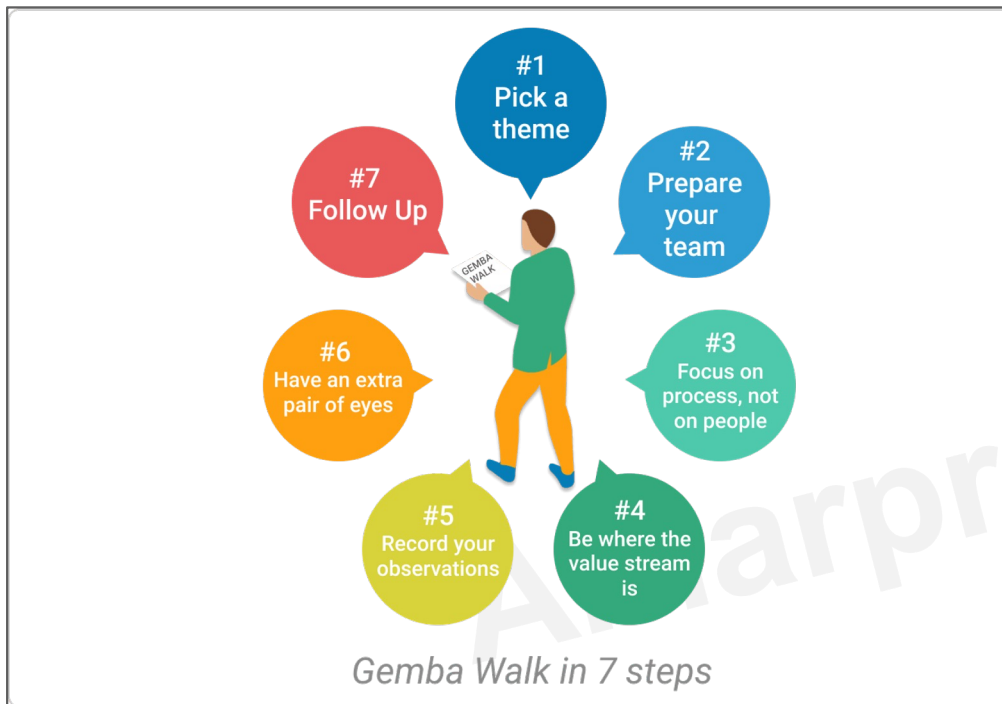 #1
Pick a
theme
#2
Prepare
your
team
#3
Focus on
process, not
on people
#4
Be where the
value stream
is
#5
Record your
observations
#6
Have an extra
pair of eyes
#7
Follow Up
GEMBA
WALK
Gemba Walk in 7 steps